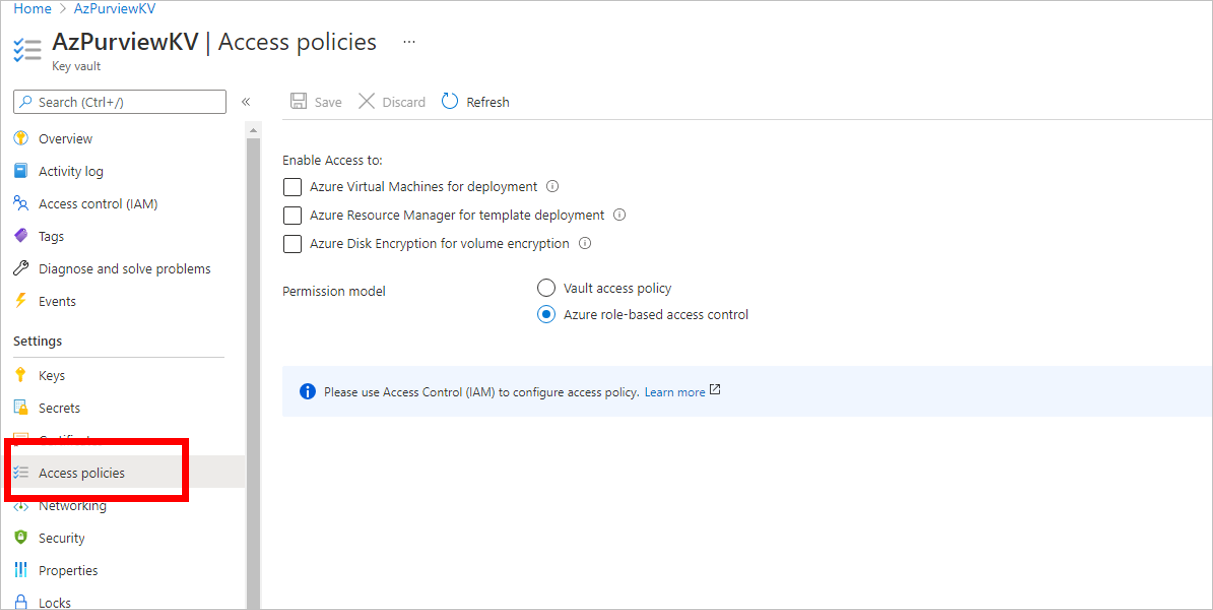 Home > AzPurviewKV
AzPurviewKV | Access policies ...
Key vault
Search (Ctrl+/)
«
Save
Discard
Refresh
Overview
Activity log
Access control (IAM)
Tags
Diagnose and solve problems
Events
Settings
Keys
Secrets
Access policies
Networking
Security
Properties
Locks
Enable Access to:
Azure Virtual Machines for deployment
Azure Resource Manager for template deployment
Azure Disk Encryption for volume encryption
Permission model
Vault access policy
Azure role-based access control
Please use Access Control (IAM) to configure access policy. Learn more